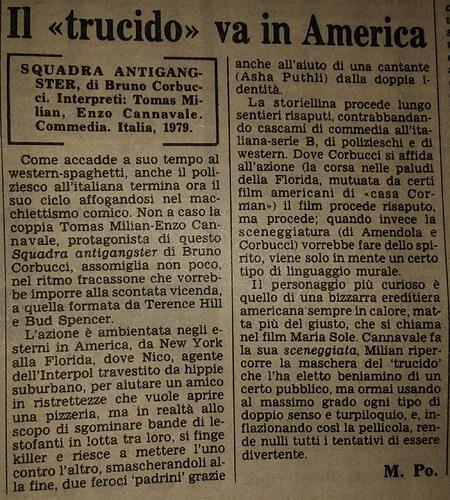 Il «trucido» va in America
SQUADRA ANTIGANG-
STER, di Bruno Corbuc-
ci. Interpreti: Tomas Mi-
lian, Enzo Cannavale.
Commedia. Italia, 1979.
Come accadde a suo tempo al
western-spaghetti, anche il poli-
ziesco all'italiana termina ora il
suo ciclo affogandosi nel mac-
chiettismo comico. Non a caso la
coppia Tomas Milian-Enzo Can-
navale, protagonista di questo
Squadra antigangster di Bruno
Corbucci, assomiglia non poco,
nel ritmo fracassone che vorreb-
be imporre alla scontata vicenda,
a quella formata da Terence Hill
e Bud Spencer.
L'azione è ambientata negli e-
sterni in America, da New York
alla Florida, dove Nico, agente
dell'Interpol travestito da hippie
suburbano, per aiutare un amico
in ristrettezze che vuole aprire
una pizzeria, ma in realtà allo
scopo di sgominare bande di le-
stofanti in lotta tra loro, si finge
killer e riesce a mettere l'uno
contro l'altro, smascherandoli al-
la fine, due feroci 'padrini' grazie
anche all'aiuto di una cantante
(Asha Puthli) dalla doppia i-
dentità.
La storiellina procede lungo
sentieri risaputi, contrabbandan-
do cascami di commedia all'ita-
liana-serie B, di polizieschi e di
western. Dove Corbucci si affida
all'azione (la corsa nelle paludi
della Florida, mutuata da certi
film americani di «casa Cor-
man») il film procede risaputo,
ma procede; quando invece la
sceneggiatura (di Amendola e
Corbucci) vorrebbe fare dello spi-
rito, viene solo in mente un certo
tipo di linguaggio murale.
Il personaggio più curioso è
quello di una bizzarra ereditiera
americana sempre in calore, mat-
ta più del giusto, che si chiama
nel film Maria Sole. Cannavale fa
la sua sceneggiata, Milian riper-
corre la maschera del 'trucido'
che l'ha eletto beniamino di un
certo pubblico, ma ormai usando
al massimo grado ogni tipo di
doppio senso e turpiloquio, e, in-
flazionando così la pellicola, ren-
de nulli tutti i tentativi di essere
divertente.
M. Po.